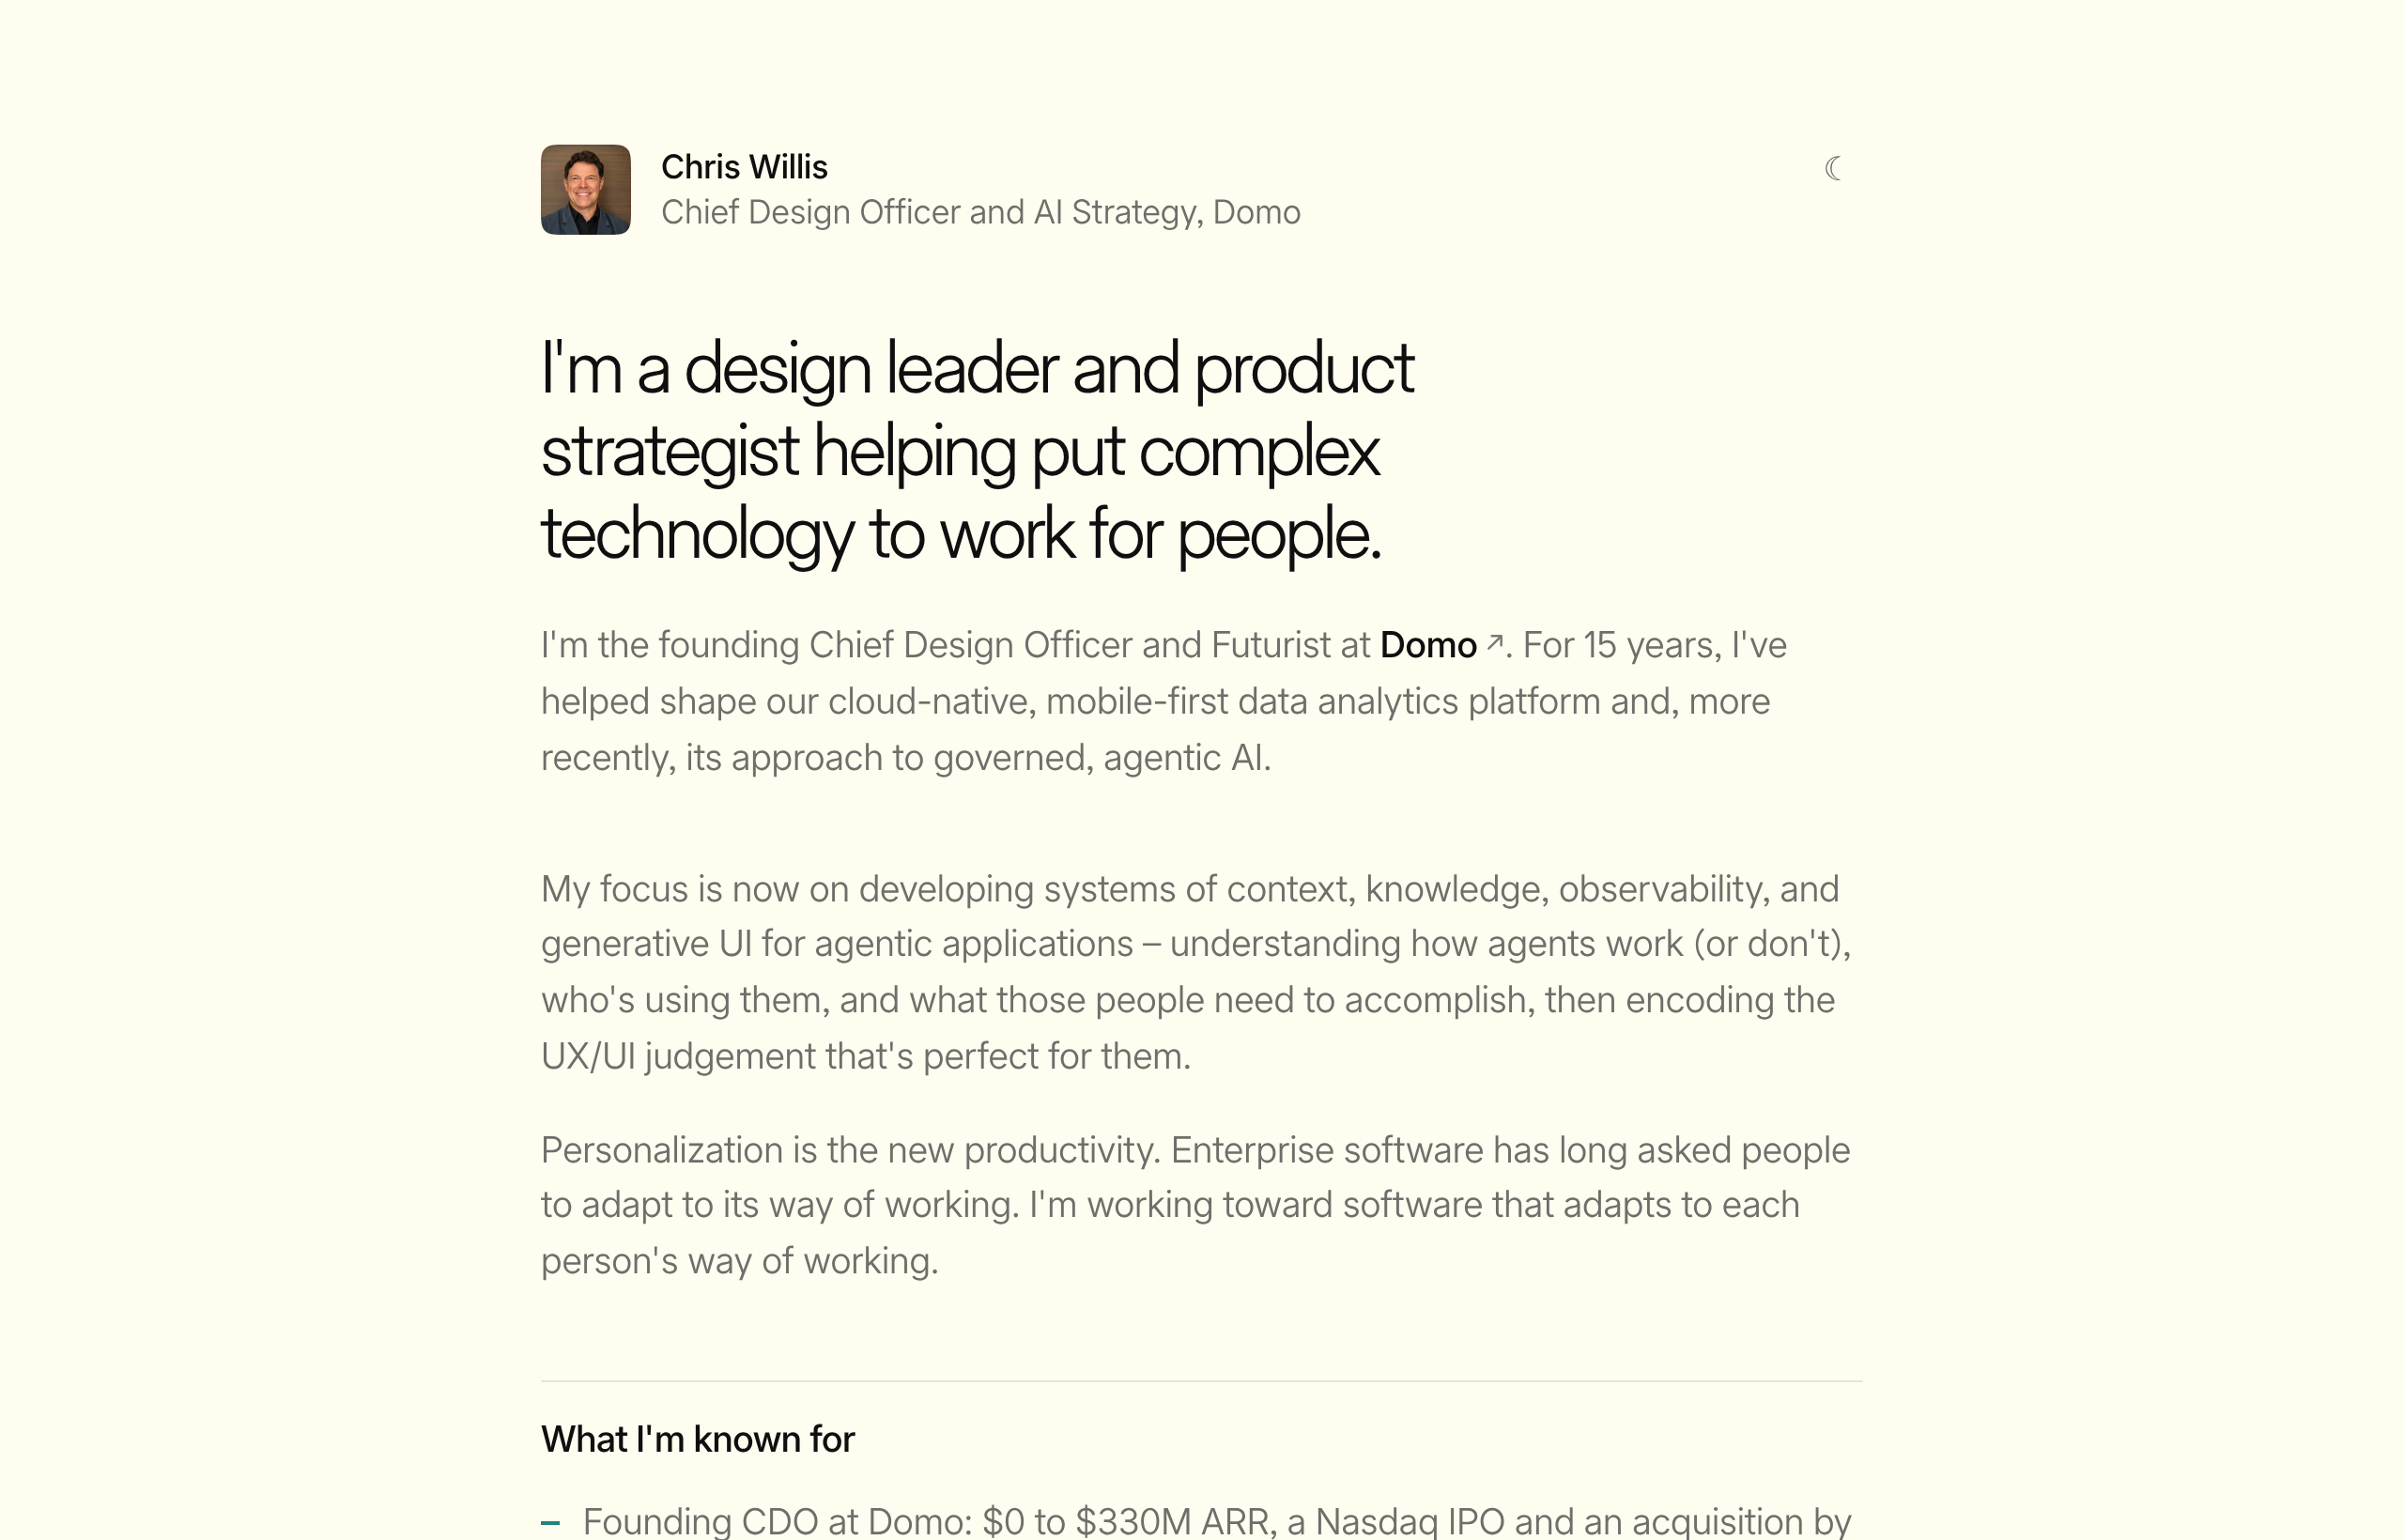 Chris Willis
Chief Design Officer and AI Strategy, Domo
I'm a design leader and product
strategist helping put complex
technology to work for people.
I'm the founding Chief Design Officer and Futurist at Domo ↗. For 15 years, I've
helped shape our cloud-native, mobile-first data analytics platform and, more
recently, its approach to governed, agentic AI.
My focus is now on developing systems of context, knowledge, observability, and
generative UI for agentic applications – understanding how agents work (or don't),
who's using them, and what those people need to accomplish, then encoding the
UX/UI judgement that's perfect for them.
Personalization is the new productivity. Enterprise software has long asked people
to adapt to its way of working. I'm working toward software that adapts to each
person's way of working.
What I'm known for
– Founding CDO at Domo: $0 to $330M ARR, a Nasdaq IPO and an acquisition by